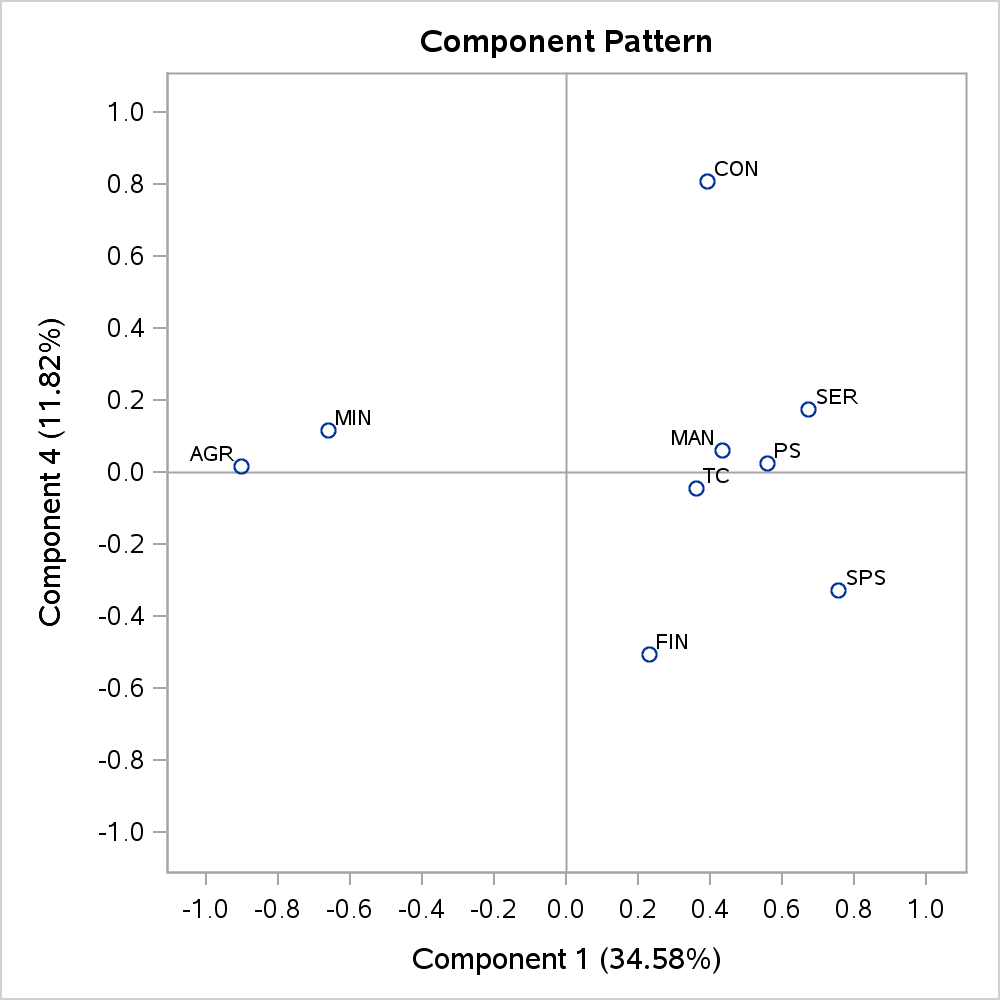 Component Pattern
1.0
0.8
0.6
0.4
0.2
0.0
-0.2
-0.4
-0.6
-0.8
-1.0
Component 4 (11.82%)
CON
SER
MIN
MAN
PS
AGR
TC
SPS
FIN
-1.0 -0.8 -0.6 -0.4 -0.2 0.0 0.2 0.4 0.6 0.8 1.0
Component 1 (34.58%)